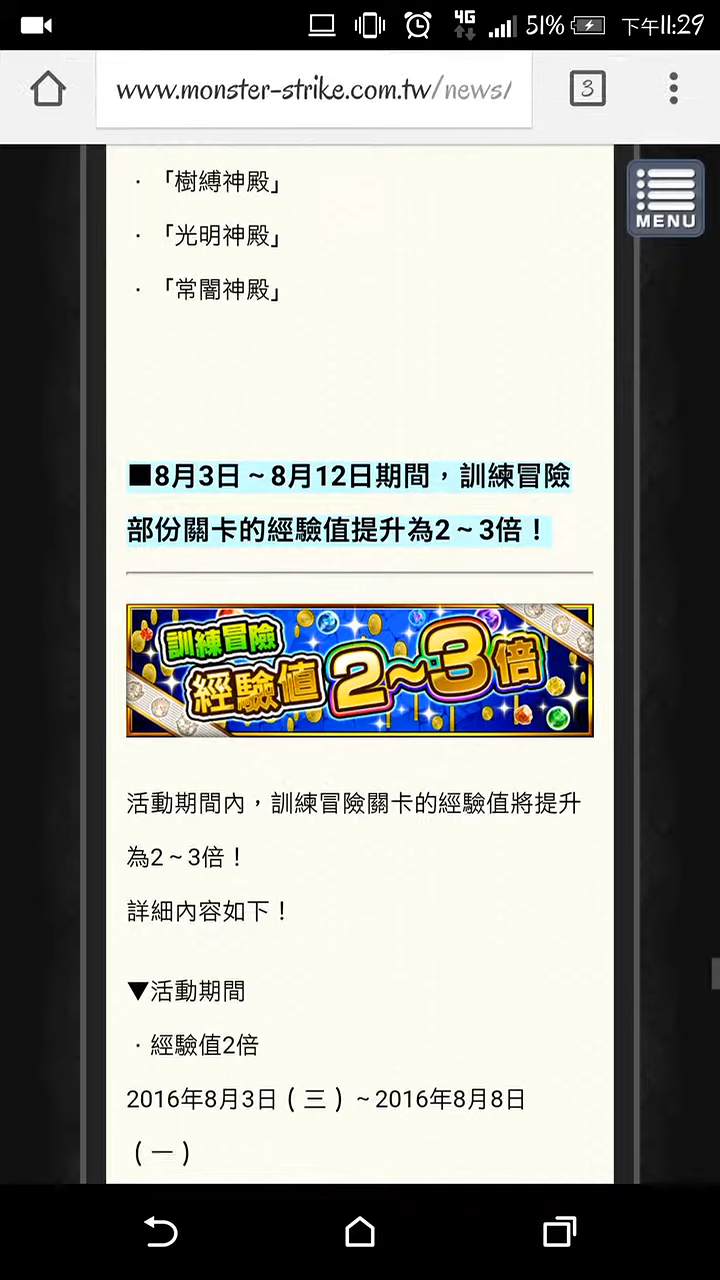 4G 51% 下午11:29
www.monster-strike.com.tw/news/ 3
MENU
· 「樹縛神殿」
· 「光明神殿」
· 「常闇神殿」
■8月3日~8月12日期間，訓練冒險
部份關卡的經驗值提升為2~3倍！
訓練冒險
經驗值2~3倍
活動期間內，訓練冒險關卡的經驗值將提升
為2~3倍！
詳細內容如下！
▼活動期間
· 經驗值2倍
2016年8月3日(三)~2016年8月8日
(一)